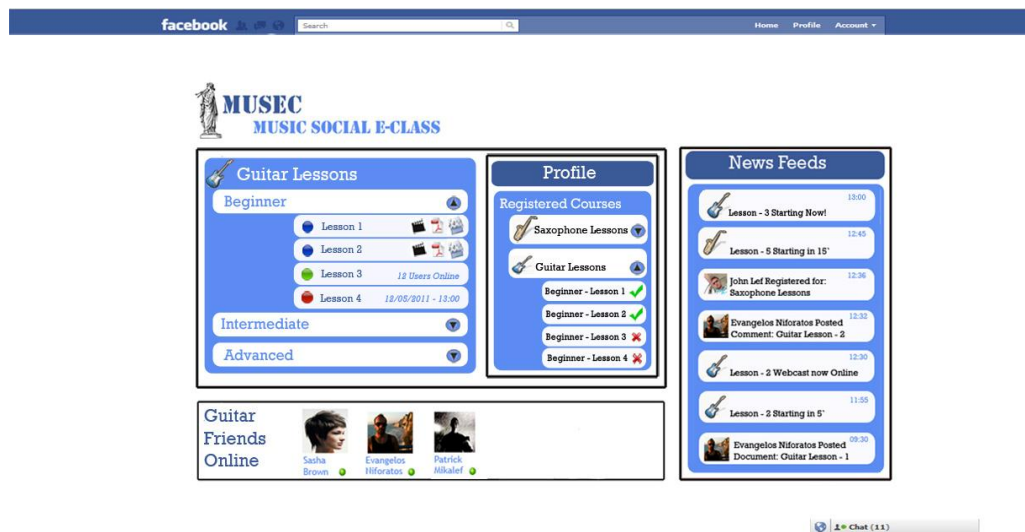 facebook
Search
Home Profile Account
MUSEC
MUSIC SOCIAL E-CLASS
Guitar Lessons
Beginner
Lesson 1
Lesson 2
Lesson 3 12 Users Online
Lesson 4 12/05/2011 - 13:00
Intermediate
Advanced
Profile
Registered Courses
Saxophone Lessons
Guitar Lessons
Beginner - Lesson 1
Beginner - Lesson 2
Beginner - Lesson 3
Beginner - Lesson 4
News Feeds
13:00
Lesson - 3 Starting Now!
12:45
Lesson - 5 Starting in 15'
12:36
John Lef Registered for:
Saxophone Lessons
12:32
Evangelos Niforatos Posted
Comment: Guitar Lesson - 2
12:30
Lesson - 2 Webcast now Online
11:55
Lesson - 2 Starting in 5'
09:30
Evangelos Niforatos Posted
Document: Guitar Lesson - 1
Guitar
Friends
Online
Sasha
Brown
Evangelos
Niforatos
Patrick
Mikalef
Chat (11)